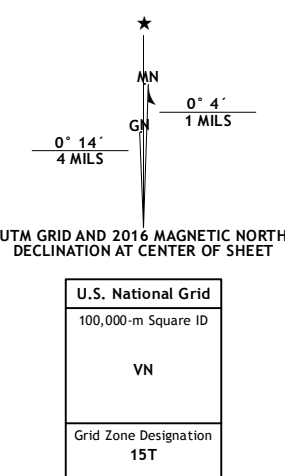 ★
MN
0° 4´
1 MILS
GN
0° 14´
4 MILS
UTM GRID AND 2016 MAGNETIC NORTH
DECLINATION AT CENTER OF SHEET
U.S. National Grid
100,000-m Square ID
VN
Grid Zone Designation
15T